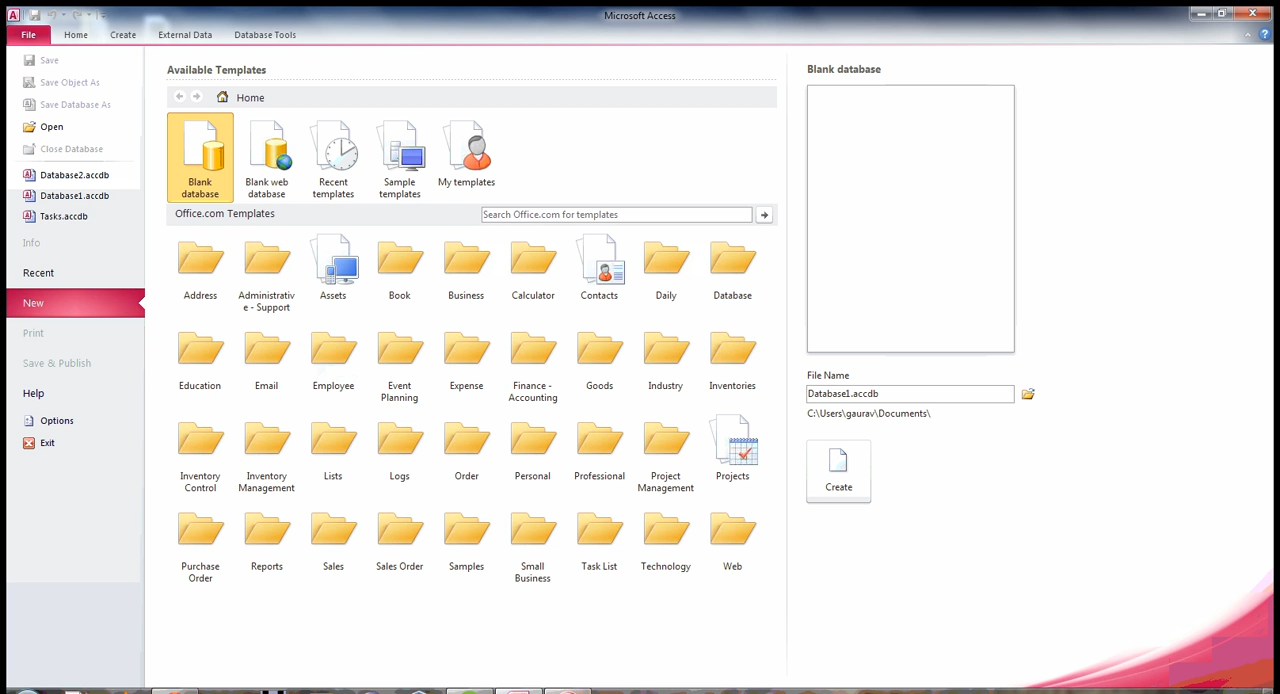 Microsoft Access
File Home Create External Data Database Tools
Save
Save Object As
Save Database As
Open
Close Database
Database2.accdb
Database1.accdb
Tasks.accdb
Info
Recent
New
Print
Save & Publish
Help
Options
Exit
Available Templates
Home
Blank
database
Blank web
database
Recent
templates
Sample
templates
My templates
Office.com Templates
Search Office.com for templates
Address
Administrativ
e - Support
Assets
Book
Business
Calculator
Contacts
Daily
Database
Education
Email
Employee
Event
Planning
Expense
Finance -
Accounting
Goods
Industry
Inventories
Inventory
Control
Inventory
Management
Lists
Logs
Order
Personal
Professional
Project
Management
Projects
Purchase
Order
Reports
Sales
Sales Order
Samples
Small
Business
Task List
Technology
Web
Blank database
File Name
Database1.accdb
C:\Users\gaurav\Documents\
Create